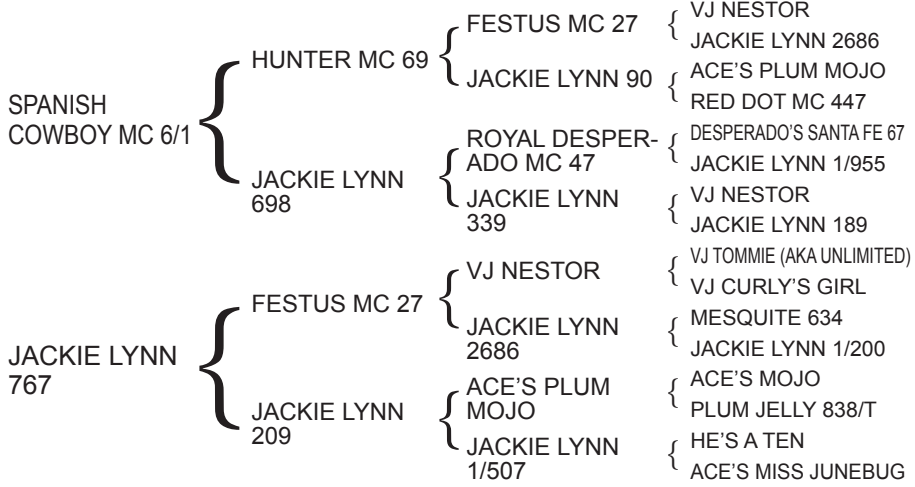 SPANISH
COWBOY MC 6/1
HUNTER MC 69
FESTUS MC 27
VJ NESTOR
JACKIE LYNN 2686
JACKIE LYNN 90
ACE'S PLUM MOJO
RED DOT MC 447
JACKIE LYNN
698
ROYAL DESPER-
ADO MC 47
DESPERADO'S SANTA FE 67
JACKIE LYNN 1/955
JACKIE LYNN
339
VJ NESTOR
JACKIE LYNN 189
JACKIE LYNN
767
FESTUS MC 27
VJ NESTOR
VJ TOMMIE (AKA UNLIMITED)
VJ CURLY'S GIRL
JACKIE LYNN
2686
MESQUITE 634
JACKIE LYNN 1/200
JACKIE LYNN
209
ACE'S PLUM
MOJO
ACE'S MOJO
PLUM JELLY 838/T
JACKIE LYNN
1/507
HE'S A TEN
ACE'S MISS JUNEBUG